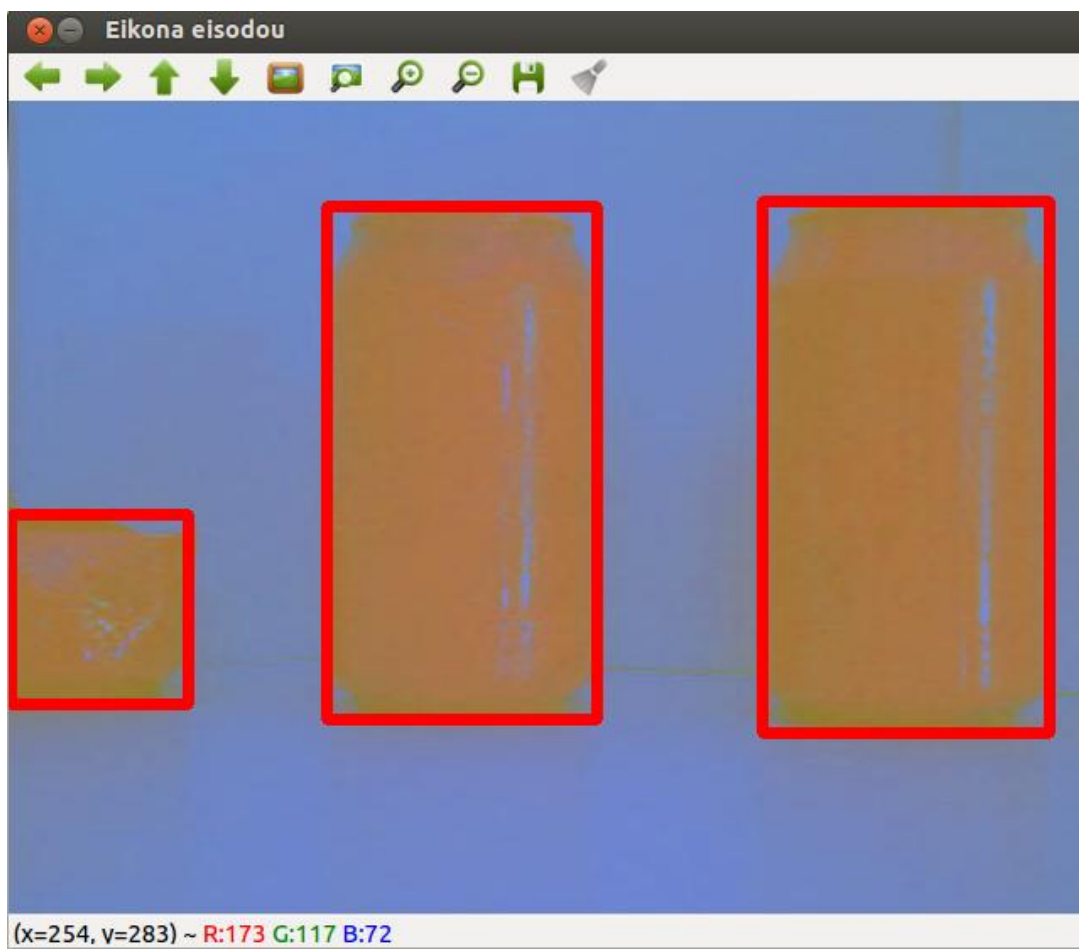 Eikona eisodou
(x=254, y=283) ~ R:173 G:117 B:72